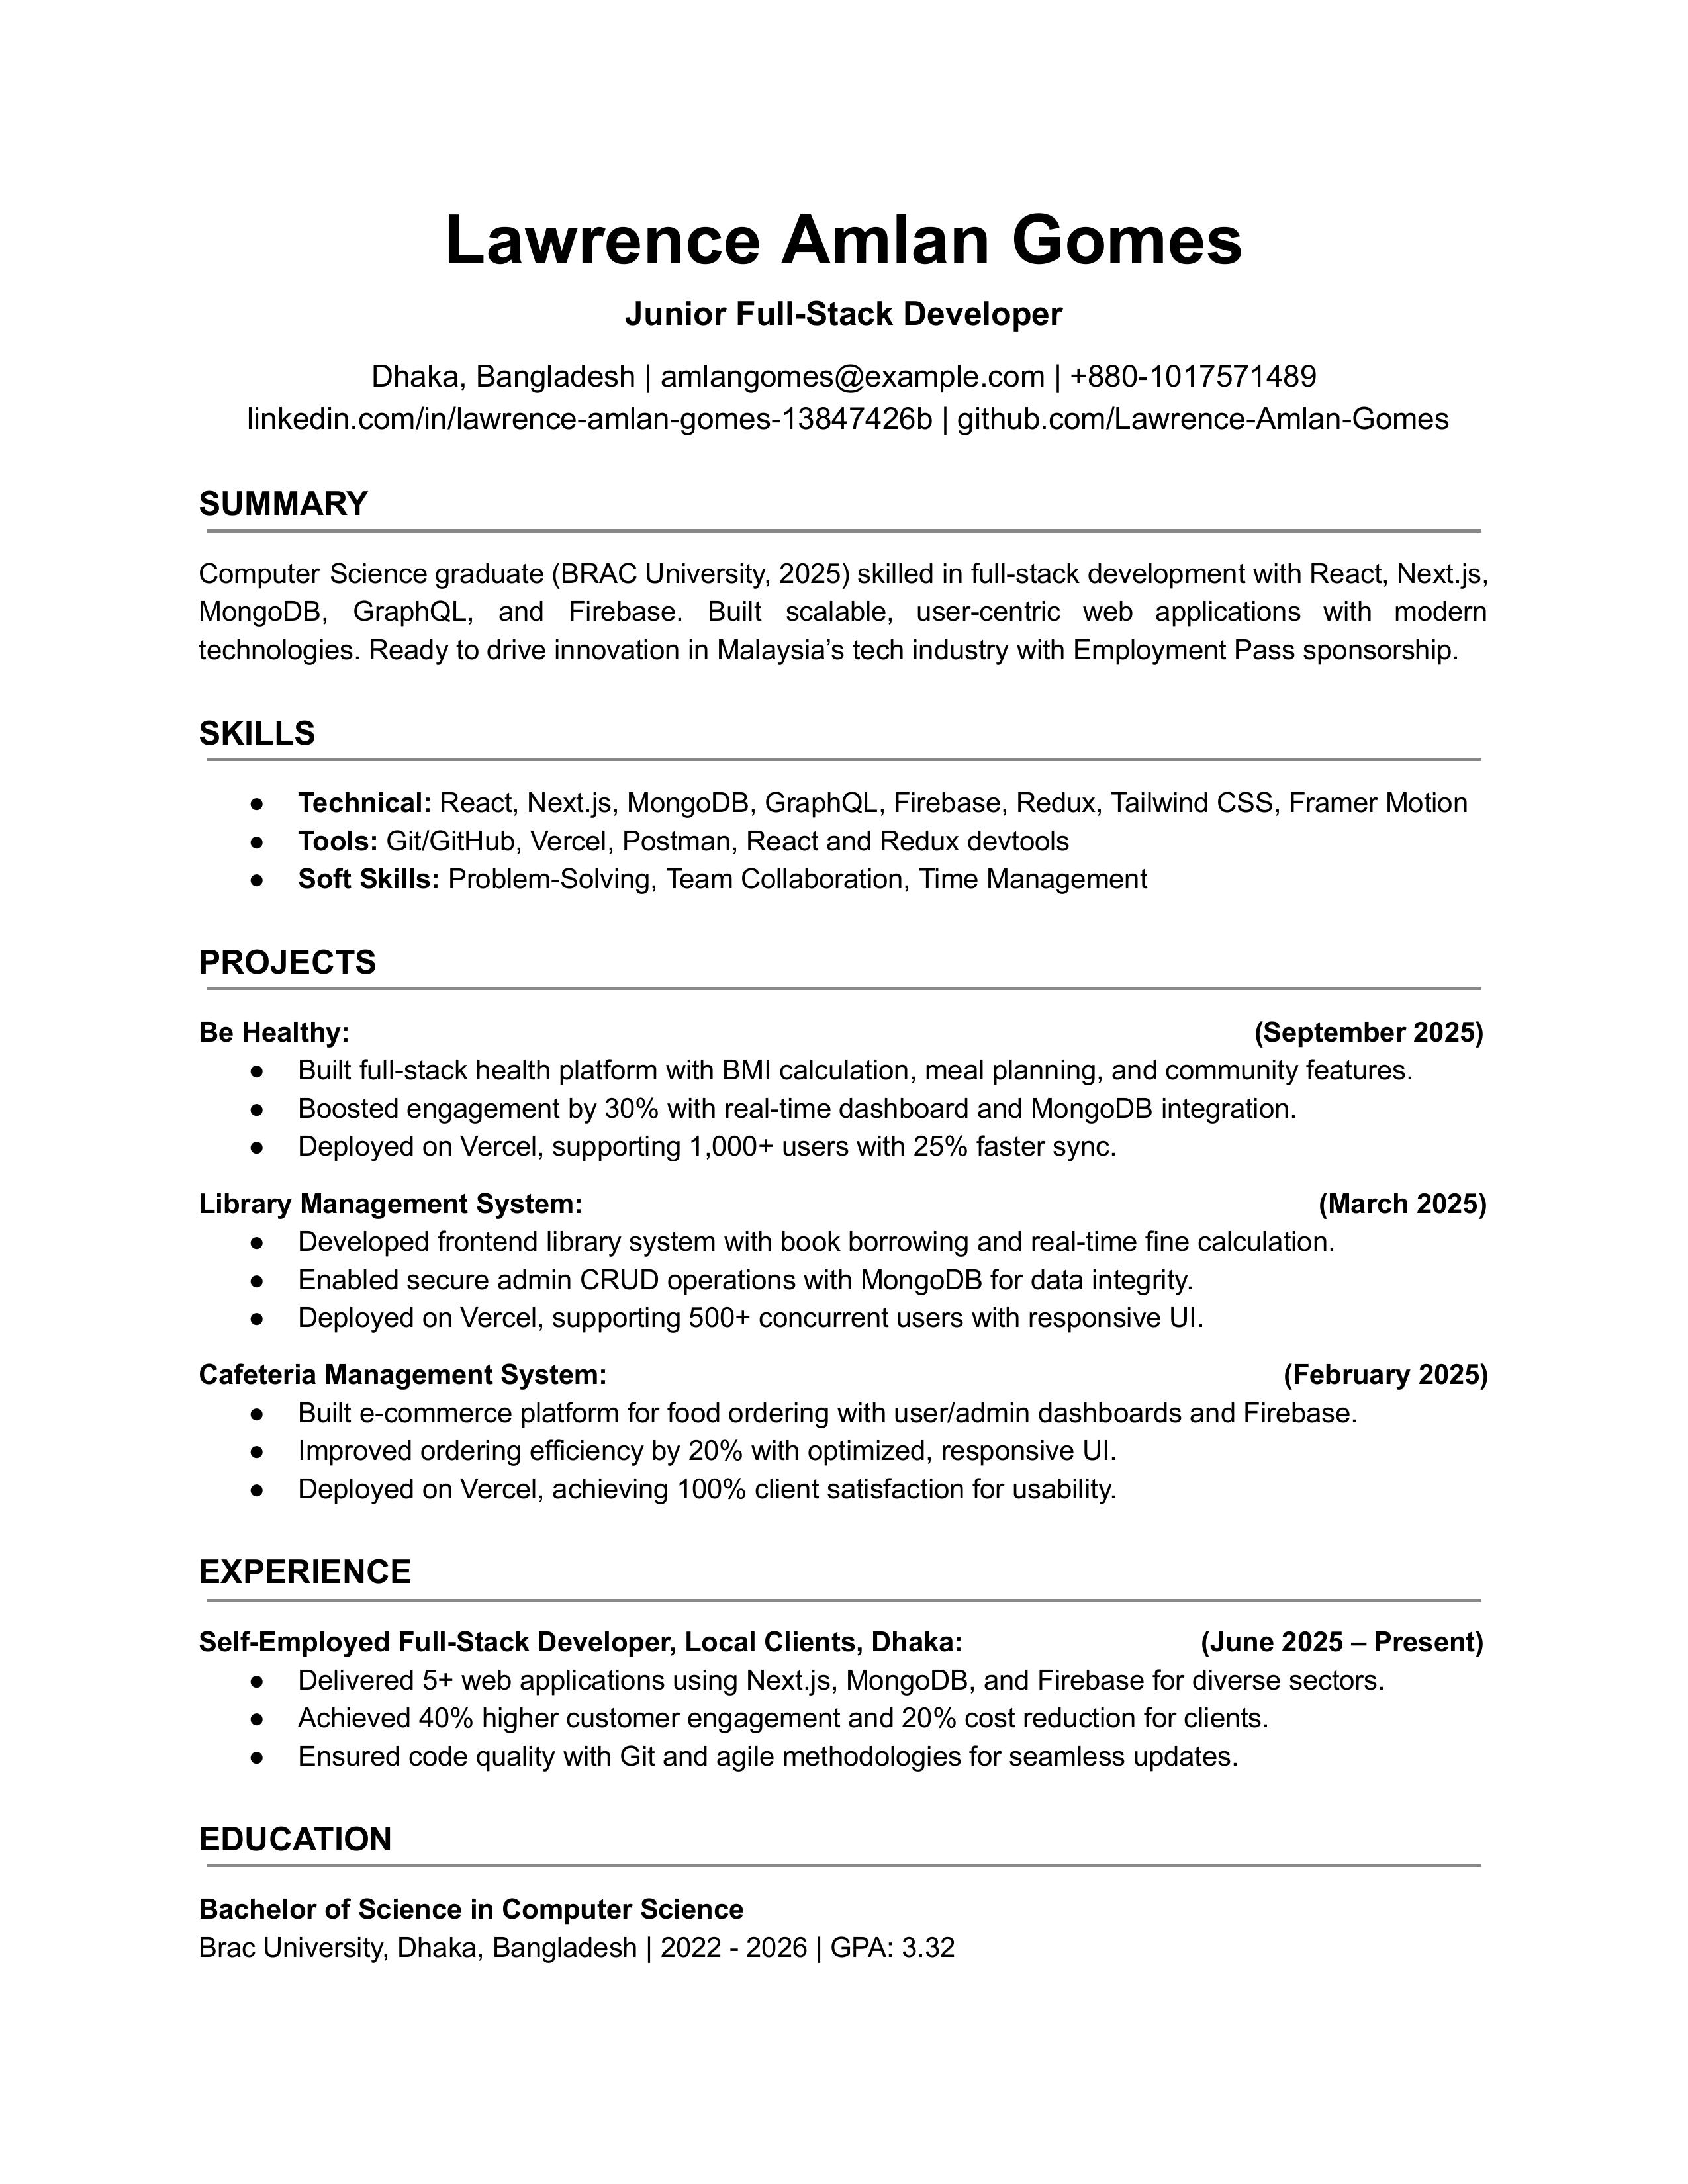 Lawrence Amlan Gomes
Junior Full-Stack Developer
Dhaka, Bangladesh | amlangomes@example.com | +880-1017571489
linkedin.com/in/lawrence-amlan-gomes-13847426b | github.com/Lawrence-Amlan-Gomes
SUMMARY
Computer Science graduate (BRAC University, 2025) skilled in full-stack development with React, Next.js,
MongoDB, GraphQL, and Firebase. Built scalable, user-centric web applications with modern
technologies. Ready to drive innovation in Malaysia’s tech industry with Employment Pass sponsorship.
SKILLS
● Technical: React, Next.js, MongoDB, GraphQL, Firebase, Redux, Tailwind CSS, Framer Motion
● Tools: Git/GitHub, Vercel, Postman, React and Redux devtools
● Soft Skills: Problem-Solving, Team Collaboration, Time Management
PROJECTS
Be Healthy: (September 2025)
● Built full-stack health platform with BMI calculation, meal planning, and community features.
● Boosted engagement by 30% with real-time dashboard and MongoDB integration.
● Deployed on Vercel, supporting 1,000+ users with 25% faster sync.
Library Management System: (March 2025)
● Developed frontend library system with book borrowing and real-time fine calculation.
● Enabled secure admin CRUD operations with MongoDB for data integrity.
● Deployed on Vercel, supporting 500+ concurrent users with responsive UI.
Cafeteria Management System: (February 2025)
● Built e-commerce platform for food ordering with user/admin dashboards and Firebase.
● Improved ordering efficiency by 20% with optimized, responsive UI.
● Deployed on Vercel, achieving 100% client satisfaction for usability.
EXPERIENCE
Self-Employed Full-Stack Developer, Local Clients, Dhaka: (June 2025 – Present)
● Delivered 5+ web applications using Next.js, MongoDB, and Firebase for diverse sectors.
● Achieved 40% higher customer engagement and 20% cost reduction for clients.
● Ensured code quality with Git and agile methodologies for seamless updates.
EDUCATION
Bachelor of Science in Computer Science
Brac University, Dhaka, Bangladesh | 2022 - 2026 | GPA: 3.32